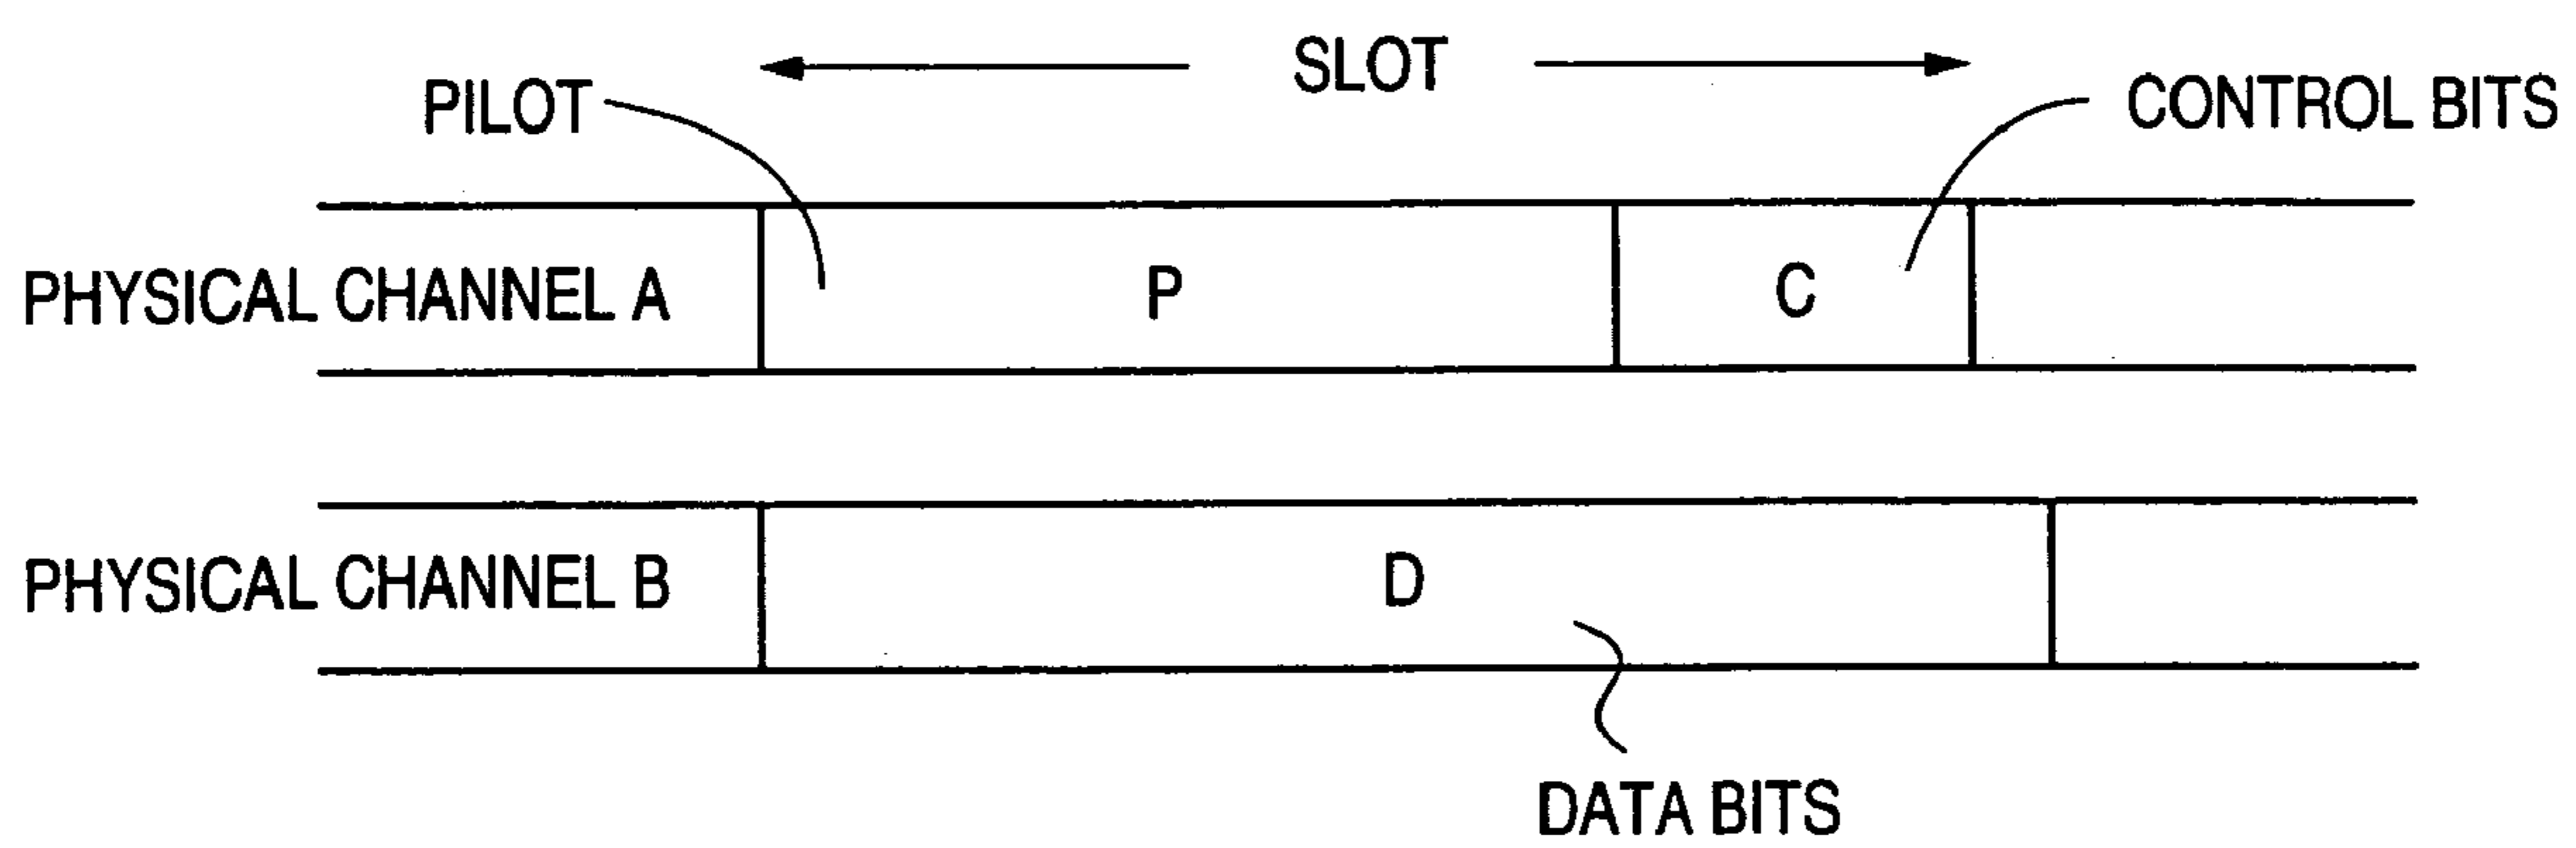 SLOT
PILOT
CONTROL BITS
PHYSICAL CHANNEL A
P
C
PHYSICAL CHANNEL B
D
DATA BITS